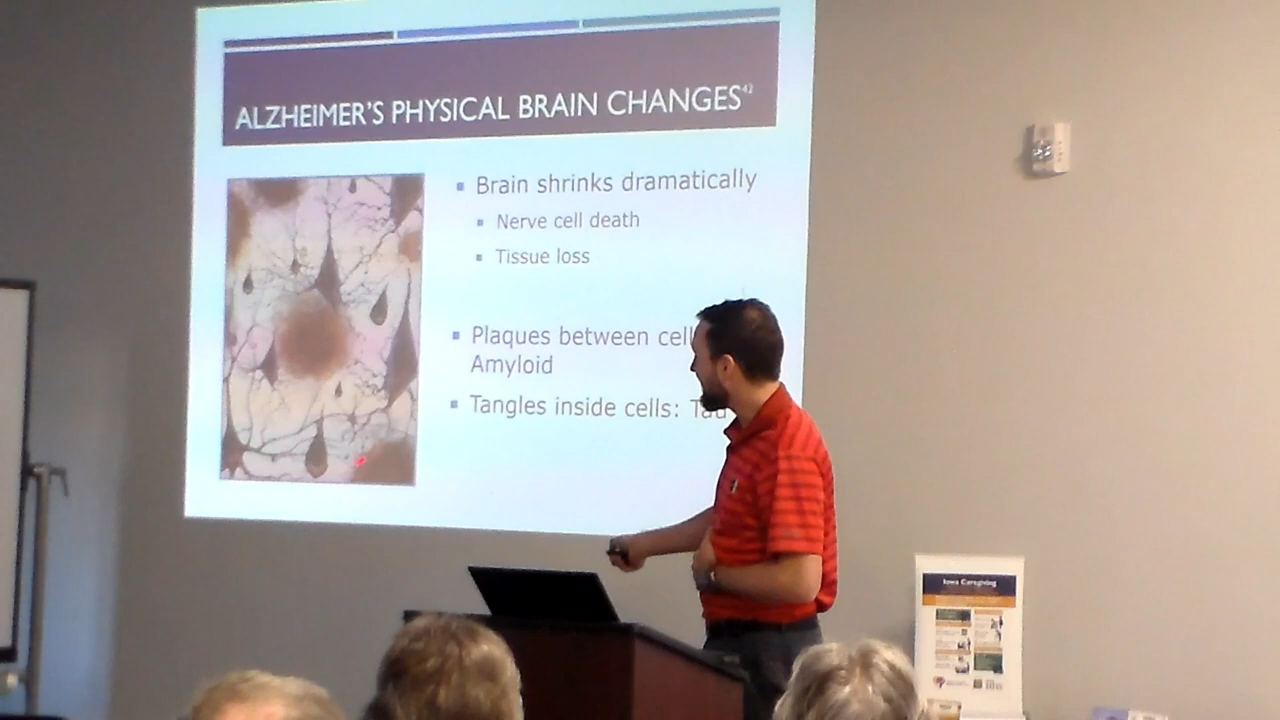 ALZHEIMER'S PHYSICAL BRAIN CHANGES⁴²
Brain shrinks dramatically
Nerve cell death
Tissue loss
Plaques between cell
Amyloid
Tangles inside cells: Tau
Iowa Caregiving